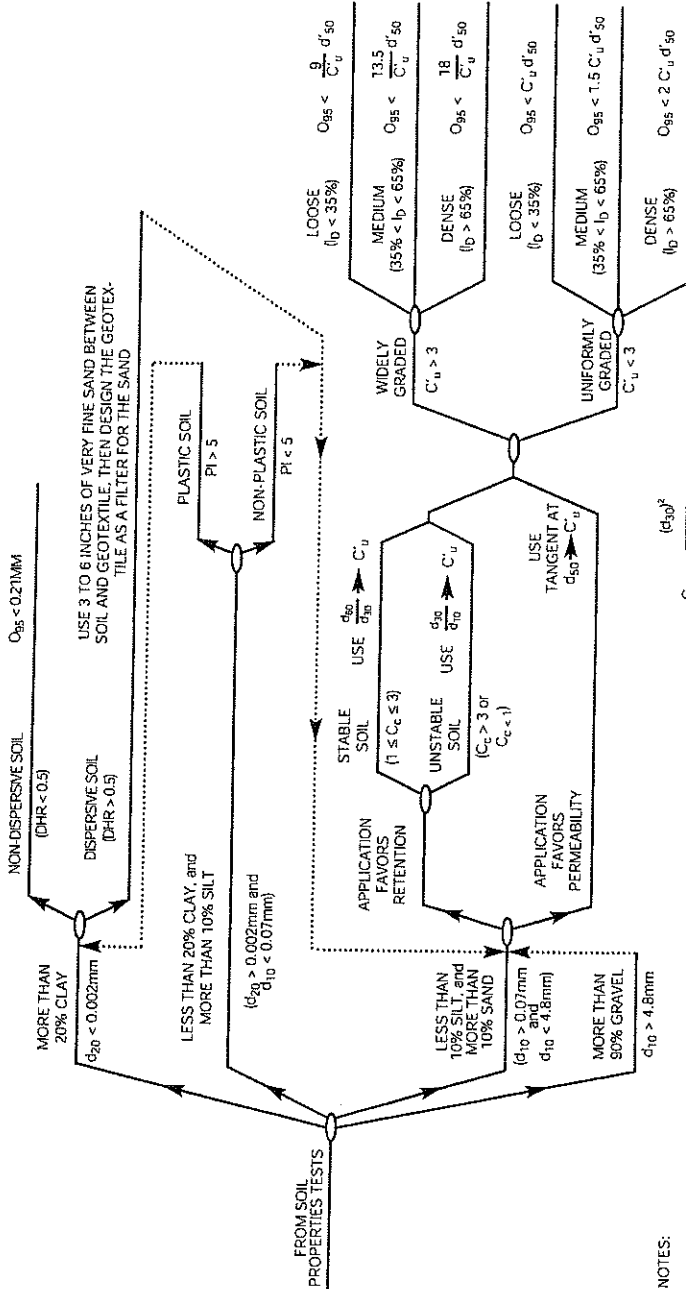 FROM SOIL
PROPERTIES TESTS
MORE THAN
20% CLAY
d20 < 0.002mm
NON-DISPERSIVE SOIL
(DHR < 0.5)
O95 < 0.21MM
DISPERSIVE SOIL
(DHR > 0.5)
USE 3 TO 6 INCHES OF VERY FINE SAND BETWEEN
SOIL AND GEOTEXTILE, THEN DESIGN THE GEOTEX-
TILE AS A FILTER FOR THE SAND
LESS THAN 20% CLAY, and
MORE THAN 10% SILT
(d20 > 0.002mm and
d10 < 0.07mm)
PLASTIC SOIL
PI > 5
NON-PLASTIC SOIL
PI < 5
LESS THAN
10% SILT, and
MORE THAN
10% SAND
(d10 > 0.07mm
and
d10 < 4.8mm)
MORE THAN
90% GRAVEL
d10 > 4.8mm
APPLICATION
FAVORS
RETENTION
STABLE
SOIL
(1 ≤ Cc ≤ 3)
USE d60/d30 C'u
UNSTABLE
SOIL
(Cc > 3 or
Cc < 1)
USE d30/d10 C'u
APPLICATION
FAVORS
PERMEABILITY
USE
TANGENT AT
d50 C'u
WIDELY
GRADED
C'u > 3
LOOSE
(ID < 35%)
O95 < 9/C'u d'50
MEDIUM
(35% < ID < 65%)
O95 < 13.5/C'u d'50
DENSE
(ID > 65%)
O95 < 18/C'u d'50
UNIFORMLY
GRADED
C'u < 3
LOOSE
(ID < 35%)
O95 < C'u d'50
MEDIUM
(35% < ID < 65%)
O95 < 1.5 C'u d'50
DENSE
(ID > 65%)
O95 < 2 C'u d'50
NOTES:
(d30)²